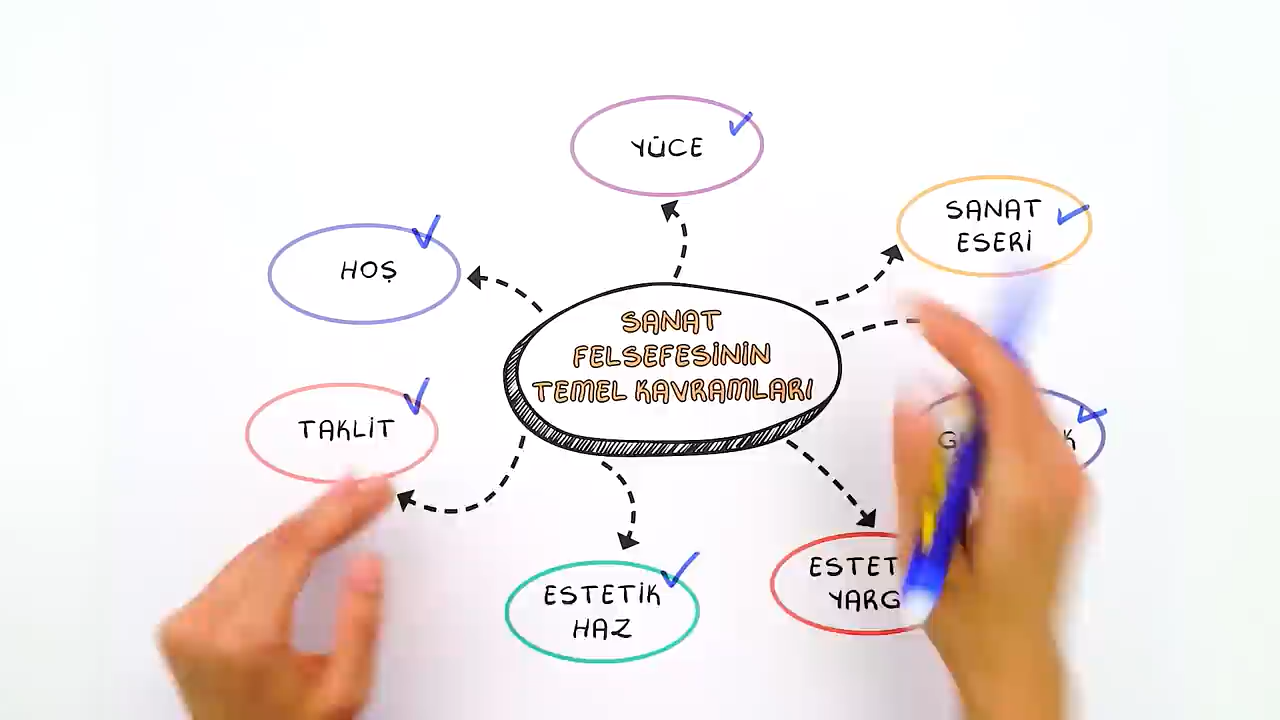 YÜCE
SANAT
ESERİ
HOŞ
SANAT
FELSEFESİNİN
TEMEL KAVRAMLARI
TAKLİT
ESTETİK
HAZ